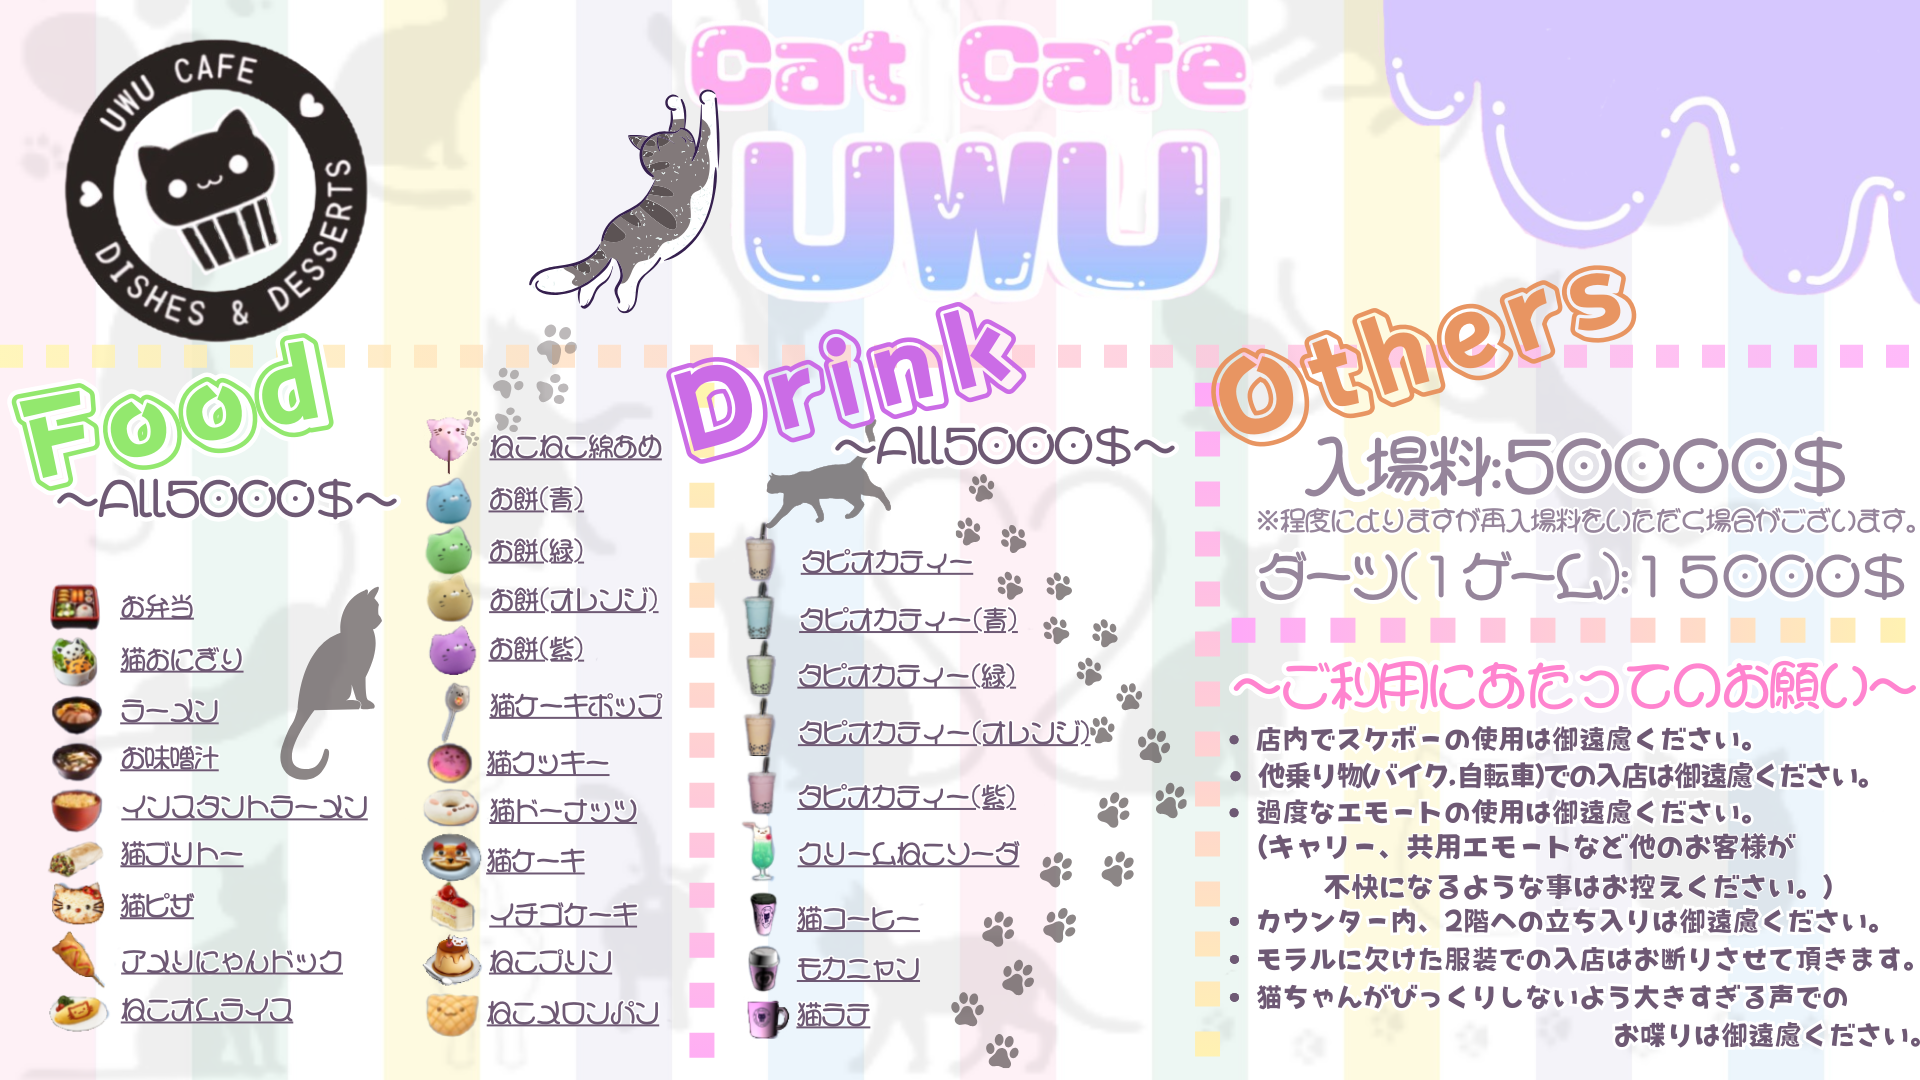 UWU CAFE
DISHES & DESSERTS
Cat Cafe
UWU
Food
～All5000$～
お弁当
猫おにぎり
ラーメン
お味噌汁
インスタントラーメン
猫ブリトー
猫ピザ
アメリにゃんドック
ねこオムライス
ねこねこ綿あめ
お餅(青)
お餅(緑)
お餅(オレンジ)
お餅(紫)
猫ケーキポップ
猫クッキー
猫ドーナッツ
猫ケーキ
イチゴケーキ
ねこプリン
ねこメロンパン
Drink
～All5000$～
タピオカティー
タピオカティー(青)
タピオカティー(緑)
タピオカティー(オレンジ)
タピオカティー(紫)
クリームねこソーダ
猫コーヒー
モカニャン
猫ラテ
Others
入場料:50000$
※程度によりますが再入場料をいただく場合がございます。
ダーツ(1ゲーム):15000$
～ご利用にあたってのお願い～
• 店内でスケボーの使用は御遠慮ください。
• 他乗り物(バイク.自転車)での入店は御遠慮ください。
• 過度なエモートの使用は御遠慮ください。
(キャリー、共用エモートなど他のお客様が
不快になるような事はお控えください。)
• カウンター内、2階への立ち入りは御遠慮ください。
• モラルに欠けた服装での入店はお断りさせて頂きます。
• 猫ちゃんがびっくりしないよう大きすぎる声での
お喋りは御遠慮ください。